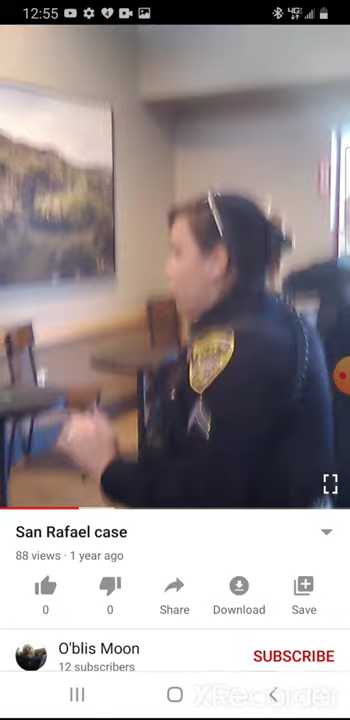 12:55
4G
San Rafael case
88 views · 1 year ago
0
0
Share
Download
Save
O'blis Moon
12 subscribers
SUBSCRIBE
XRecorder